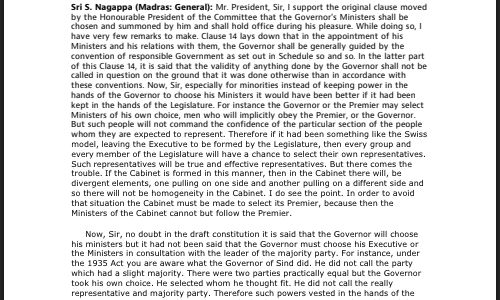 Sri S. Nagappa (Madras: General): Mr. President, Sir, I support the original clause moved
by the Honourable President of the Committee that the Governor's Ministers shall be
chosen and summoned by him and shall hold office during his pleasure. While doing so, I
have very few remarks to make. Clause 14 lays down that in the appointment of his
Ministers and his relations with them, the Governor shall be generally guided by the
convention of responsible Government as set out in Schedule so and so. In the latter part
of this Clause 14, it is said that the validity of anything done by the Governor shall not be
called in question on the ground that it was done otherwise than in accordance with
these conventions. Now, Sir, especially for minorities instead of keeping power in the
hands of the Governor to choose his Ministers it would have been better if it had been
kept in the hands of the Legislature. For instance the Governor or the Premier may select
Ministers of his own choice, men who will implicitly obey the Premier, or the Governor.
But such people will not command the confidence of the particular section of the people
whom they are expected to represent. Therefore if it had been something like the Swiss
model, leaving the Executive to be formed by the Legislature, then every group and
every member of the Legislature will have a chance to select their own representatives.
Such representatives will be true and effective representatives. But there comes the
trouble. If the Cabinet is formed in this manner, then in the Cabinet there will, be
divergent elements, one pulling on one side and another pulling on a different side and
so there will not be homogeneity in the Cabinet. I do see the point. In order to avoid
that situation the Cabinet must be made to select its Premier, because then the
Ministers of the Cabinet cannot but follow the Premier.
Now, Sir, no doubt in the draft constitution it is said that the Governor will choose
his ministers but it had not been said that the Governor must choose his Executive or
the Ministers in consultation with the leader of the majority party. For instance, under
the 1935 Act you are aware what the Governor of Sind did. He did not call the party
which had a slight majority. There were two parties practically equal but the Governor
took his own choice. He selected whom he thought fit. He did not call the really
representative and majority party. Therefore such powers vested in the hands of the